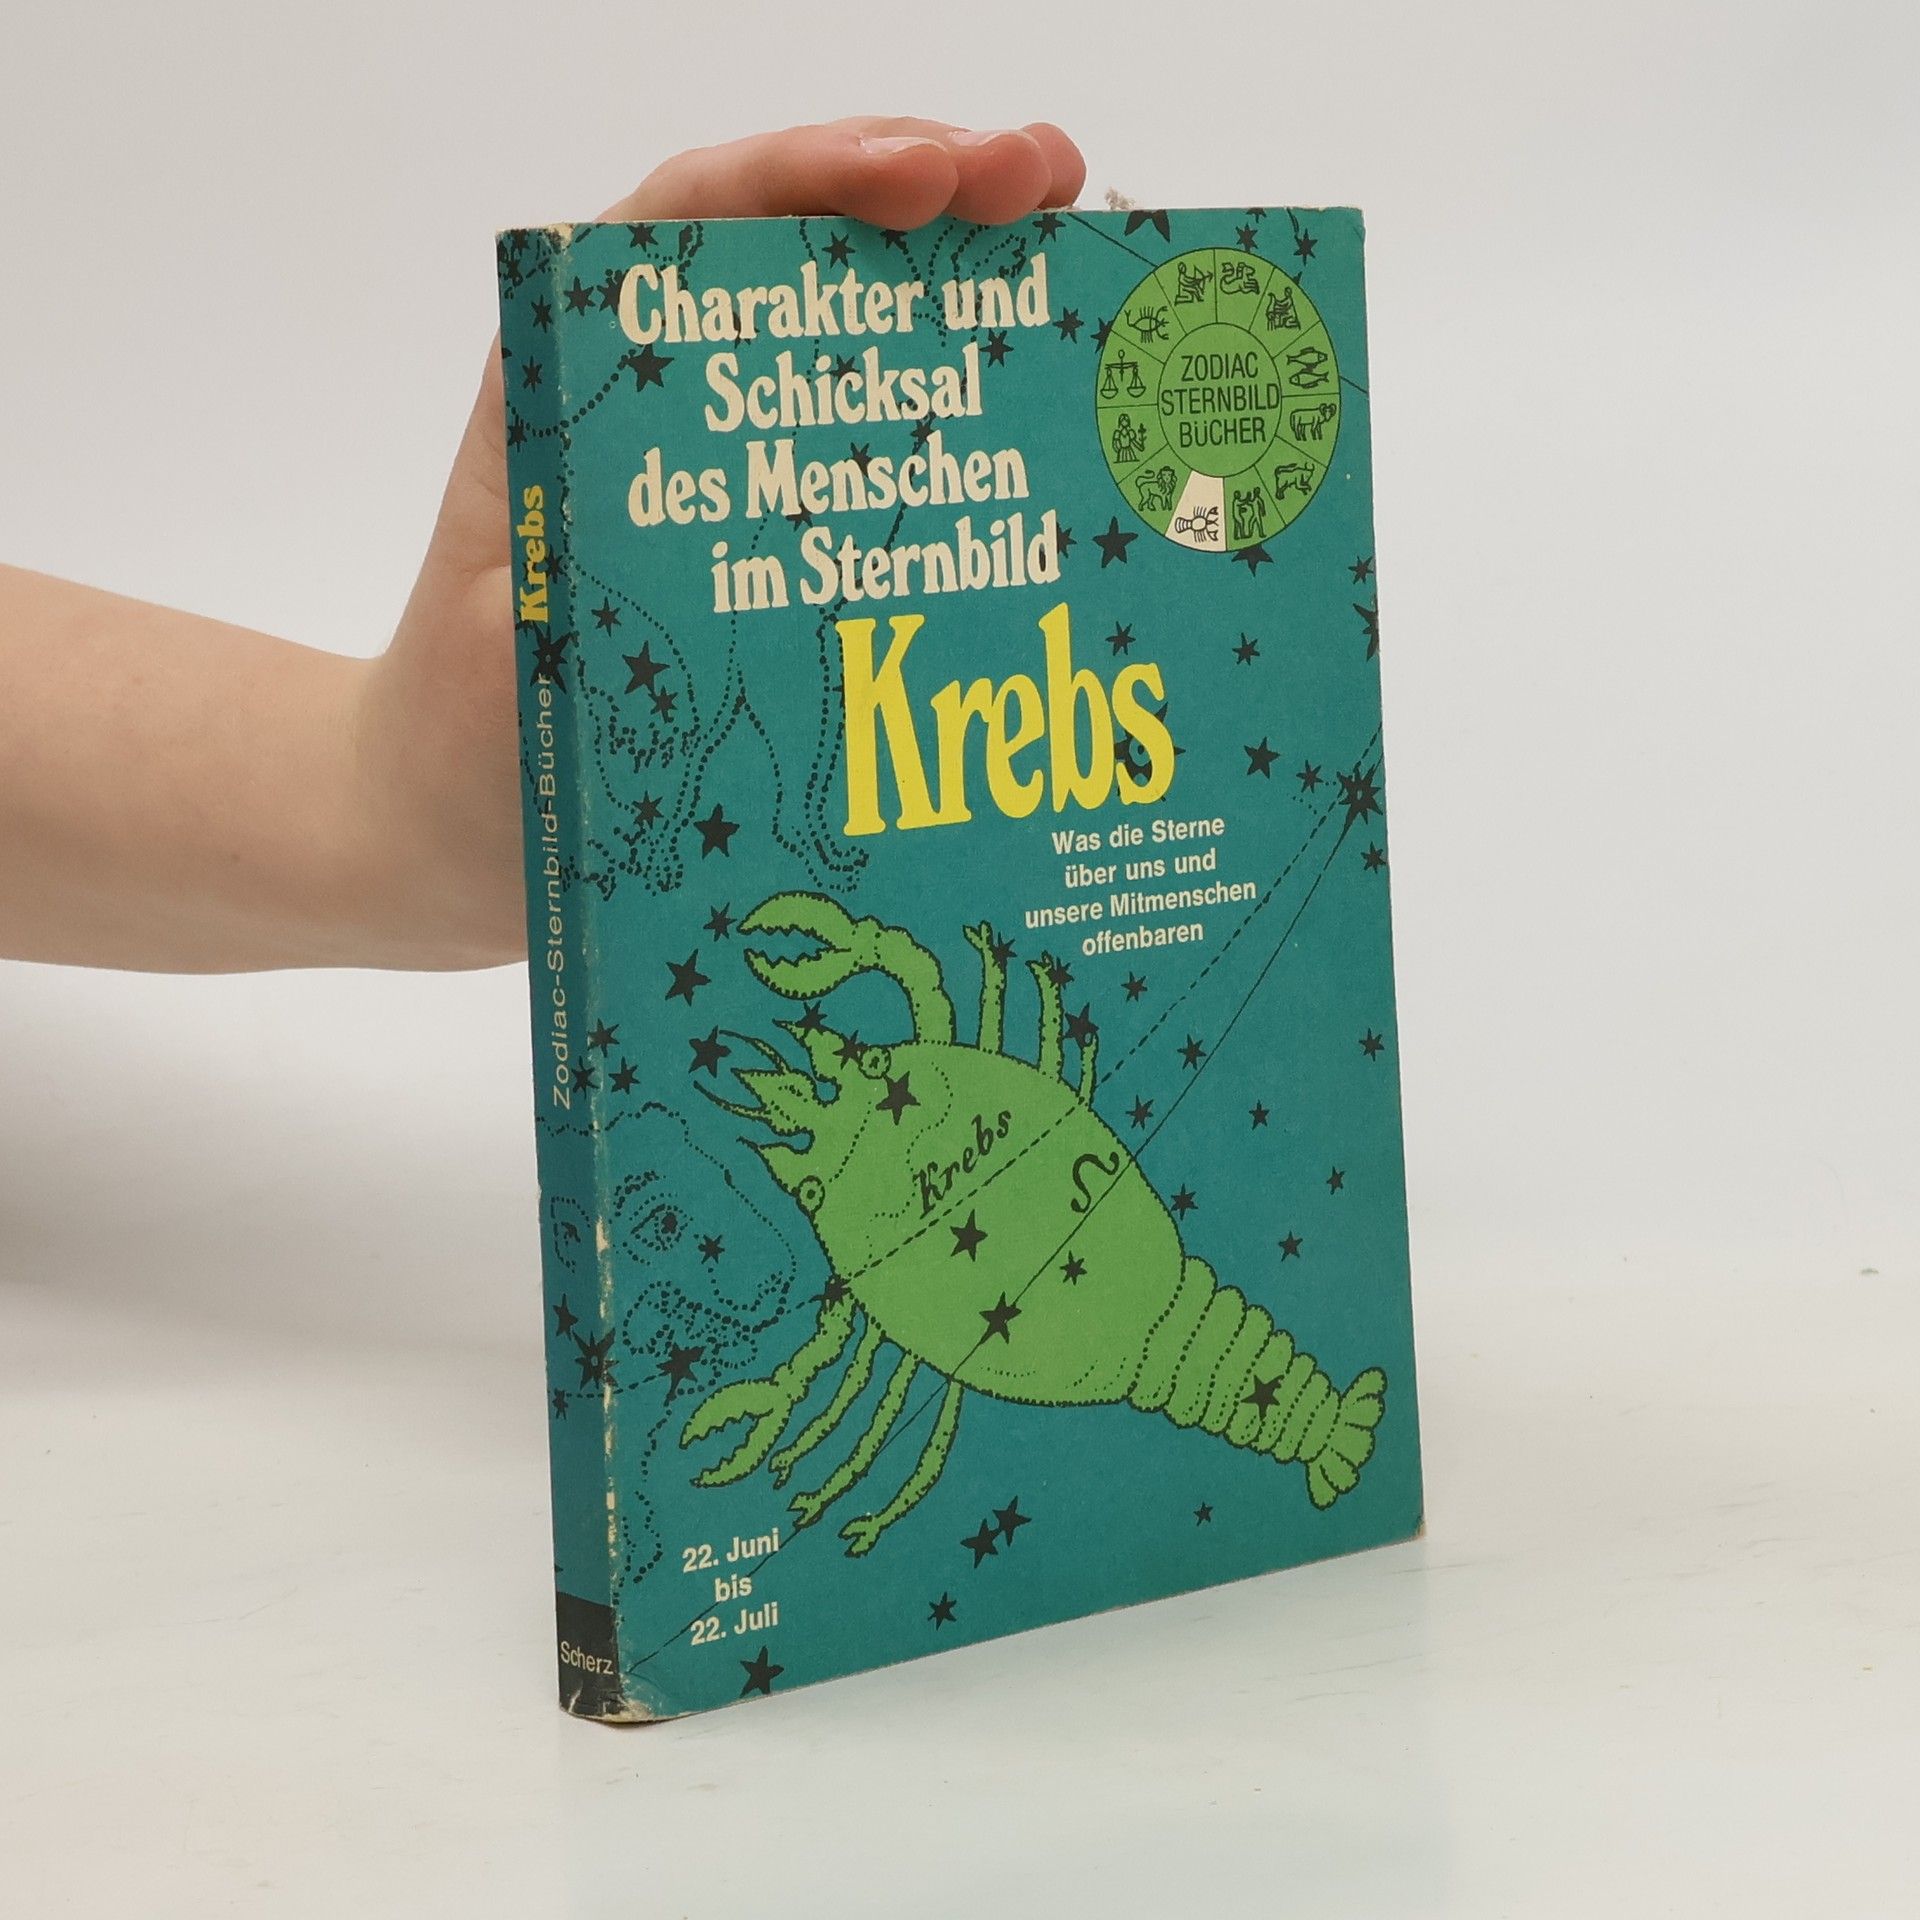 Charakter und
Schicksal
des Menschen
im Sternbild
Krebs
Was die Sterne
über uns und
unsere Mitmenschen
offenbaren
ZODIAC
STERNBILD
BÜCHER
Krebs
22. Juni
bis
22. Juli
Zodiac-Sternbild-Bücher Krebs
Scherz